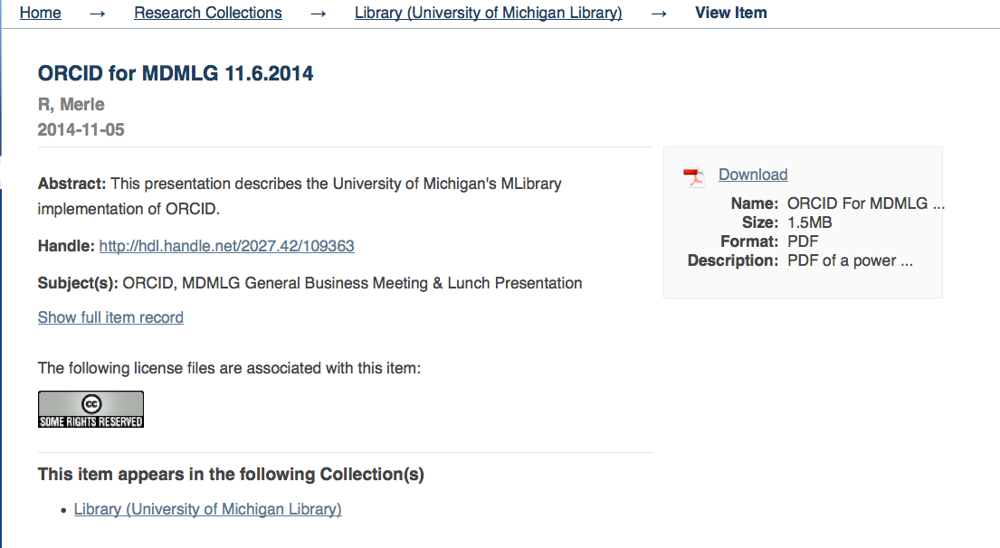 Home → Research Collections → Library (University of Michigan Library) → View Item
ORCID for MDMLG 11.6.2014
R, Merle
2014-11-05
Abstract: This presentation describes the University of Michigan's MLibrary
implementation of ORCID.
Handle: http://hdl.handle.net/2027.42/109363
Subject(s): ORCID, MDMLG General Business Meeting & Lunch Presentation
Show full item record
Download
Name: ORCID For MDMLG ...
Size: 1.5MB
Format: PDF
Description: PDF of a power ...
The following license files are associated with this item:
cc
SOME RIGHTS RESERVED
This item appears in the following Collection(s)
• Library (University of Michigan Library)